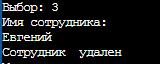 Выбор: 3
Имя сотрудника:
Евгений
Сотрудник  удален